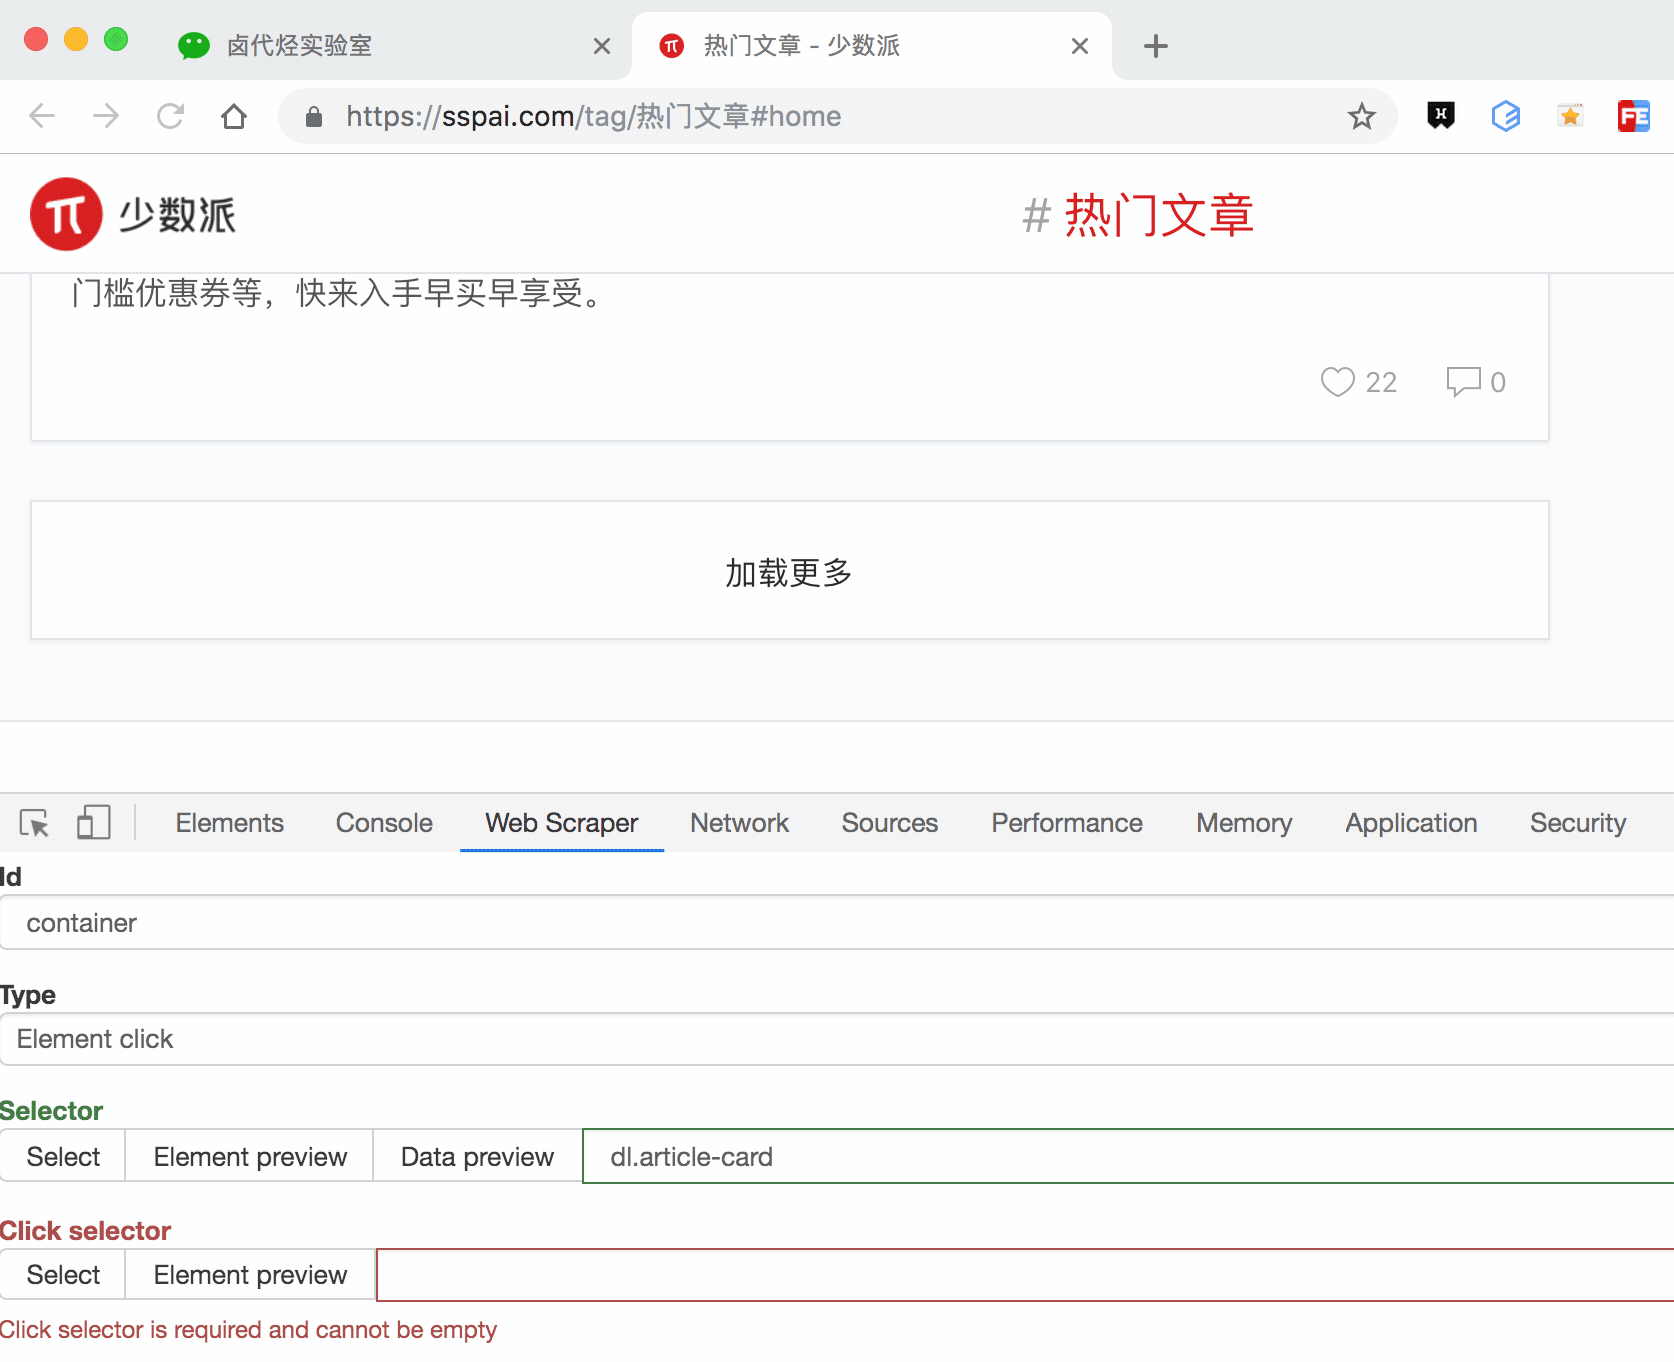 卤代烃实验室
热门文章 - 少数派
https://sspai.com/tag/热门文章#home
FE
少数派
# 热门文章
门槛优惠券等，快来入手早买早享受。
22 0
加载更多
Elements Console Web Scraper Network Sources Performance Memory Application Security
Id
container
Type
Element click
Selector
Select Element preview Data preview dl.article-card
Click selector
Select Element preview
Click selector is required and cannot be empty